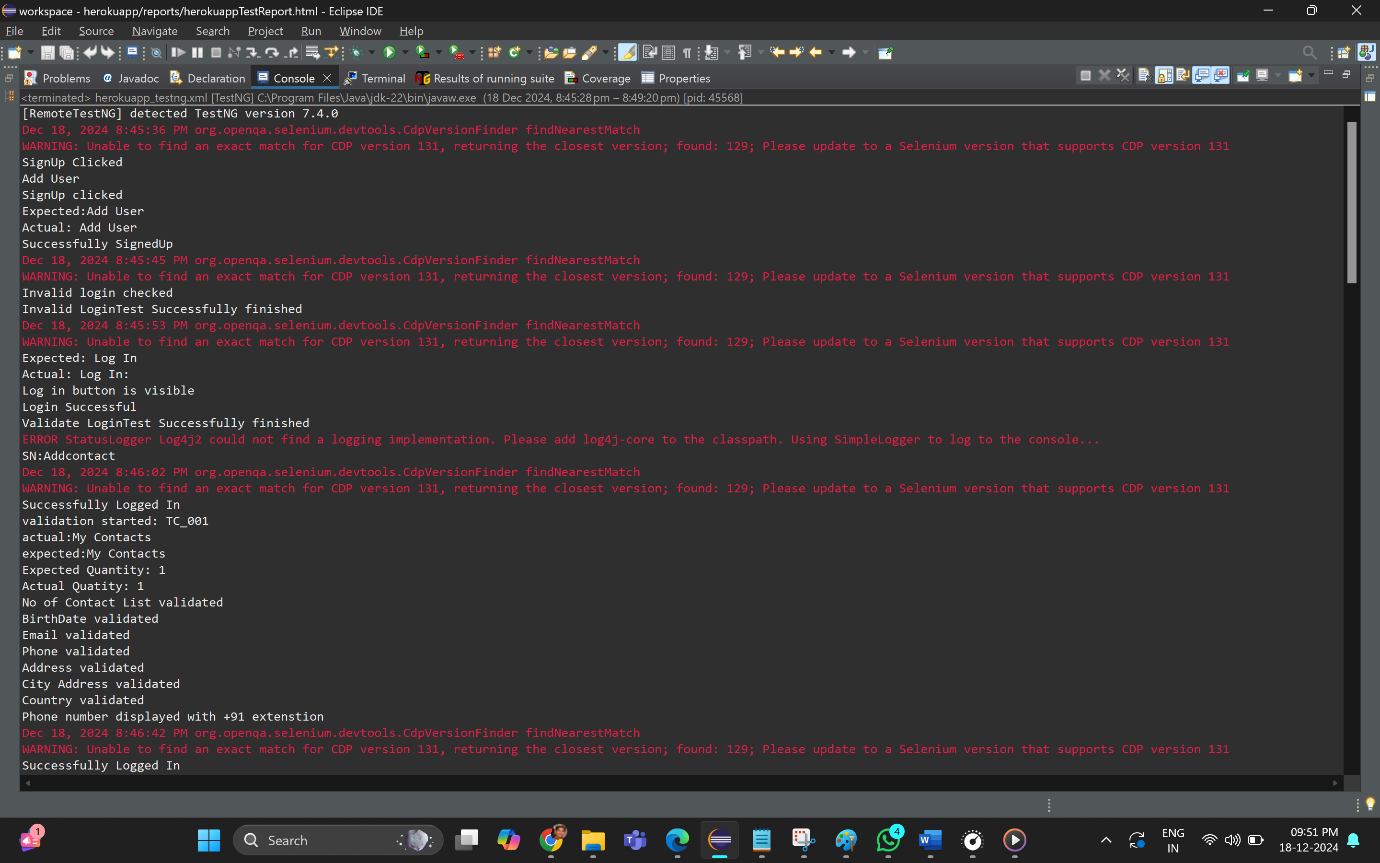 workspace - herokuapp/reports/herokuappTestReport.html - Eclipse IDE
File Edit Source Navigate Search Project Run Window Help
Problems Javadoc Declaration Console Terminal Results of running suite Coverage Properties
<terminated> herokuapp_testng.xml [TestNG] C:\Program Files\Java\jdk-22\bin\javaw.exe (18 Dec 2024, 8:45:28 pm – 8:49:20 pm) [pid: 45568]
[RemoteTestNG] detected TestNG version 7.4.0
Dec 18, 2024 8:45:36 PM org.openqa.selenium.devtools.CdpVersionFinder findNearestMatch
WARNING: Unable to find an exact match for CDP version 131, returning the closest version; found: 129; Please update to a Selenium version that supports CDP version 131
SignUp Clicked
Add User
SignUp clicked
Expected:Add User
Actual: Add User
Successfully SignedUp
Dec 18, 2024 8:45:45 PM org.openqa.selenium.devtools.CdpVersionFinder findNearestMatch
WARNING: Unable to find an exact match for CDP version 131, returning the closest version; found: 129; Please update to a Selenium version that supports CDP version 131
Invalid login checked
Invalid LoginTest Successfully finished
Dec 18, 2024 8:45:53 PM org.openqa.selenium.devtools.CdpVersionFinder findNearestMatch
WARNING: Unable to find an exact match for CDP version 131, returning the closest version; found: 129; Please update to a Selenium version that supports CDP version 131
Expected: Log In
Actual: Log In:
Log in button is visible
Login Successful
Validate LoginTest Successfully finished
ERROR StatusLogger Log4j2 could not find a logging implementation. Please add log4j-core to the classpath. Using SimpleLogger to log to the console...
SN:Addcontact
Dec 18, 2024 8:46:02 PM org.openqa.selenium.devtools.CdpVersionFinder findNearestMatch
WARNING: Unable to find an exact match for CDP version 131, returning the closest version; found: 129; Please update to a Selenium version that supports CDP version 131
Successfully Logged In
validation started: TC_001
actual:My Contacts
expected:My Contacts
Expected Quantity: 1
Actual Quatity: 1
No of Contact List validated
BirthDate validated
Email validated
Phone validated
Address validated
City Address validated
Country validated
Phone number displayed with +91 extenstion
Dec 18, 2024 8:46:42 PM org.openqa.selenium.devtools.CdpVersionFinder findNearestMatch
WARNING: Unable to find an exact match for CDP version 131, returning the closest version; found: 129; Please update to a Selenium version that supports CDP version 131
Successfully Logged In
1
Search
4
ENG
IN
09:51 PM
18-12-2024